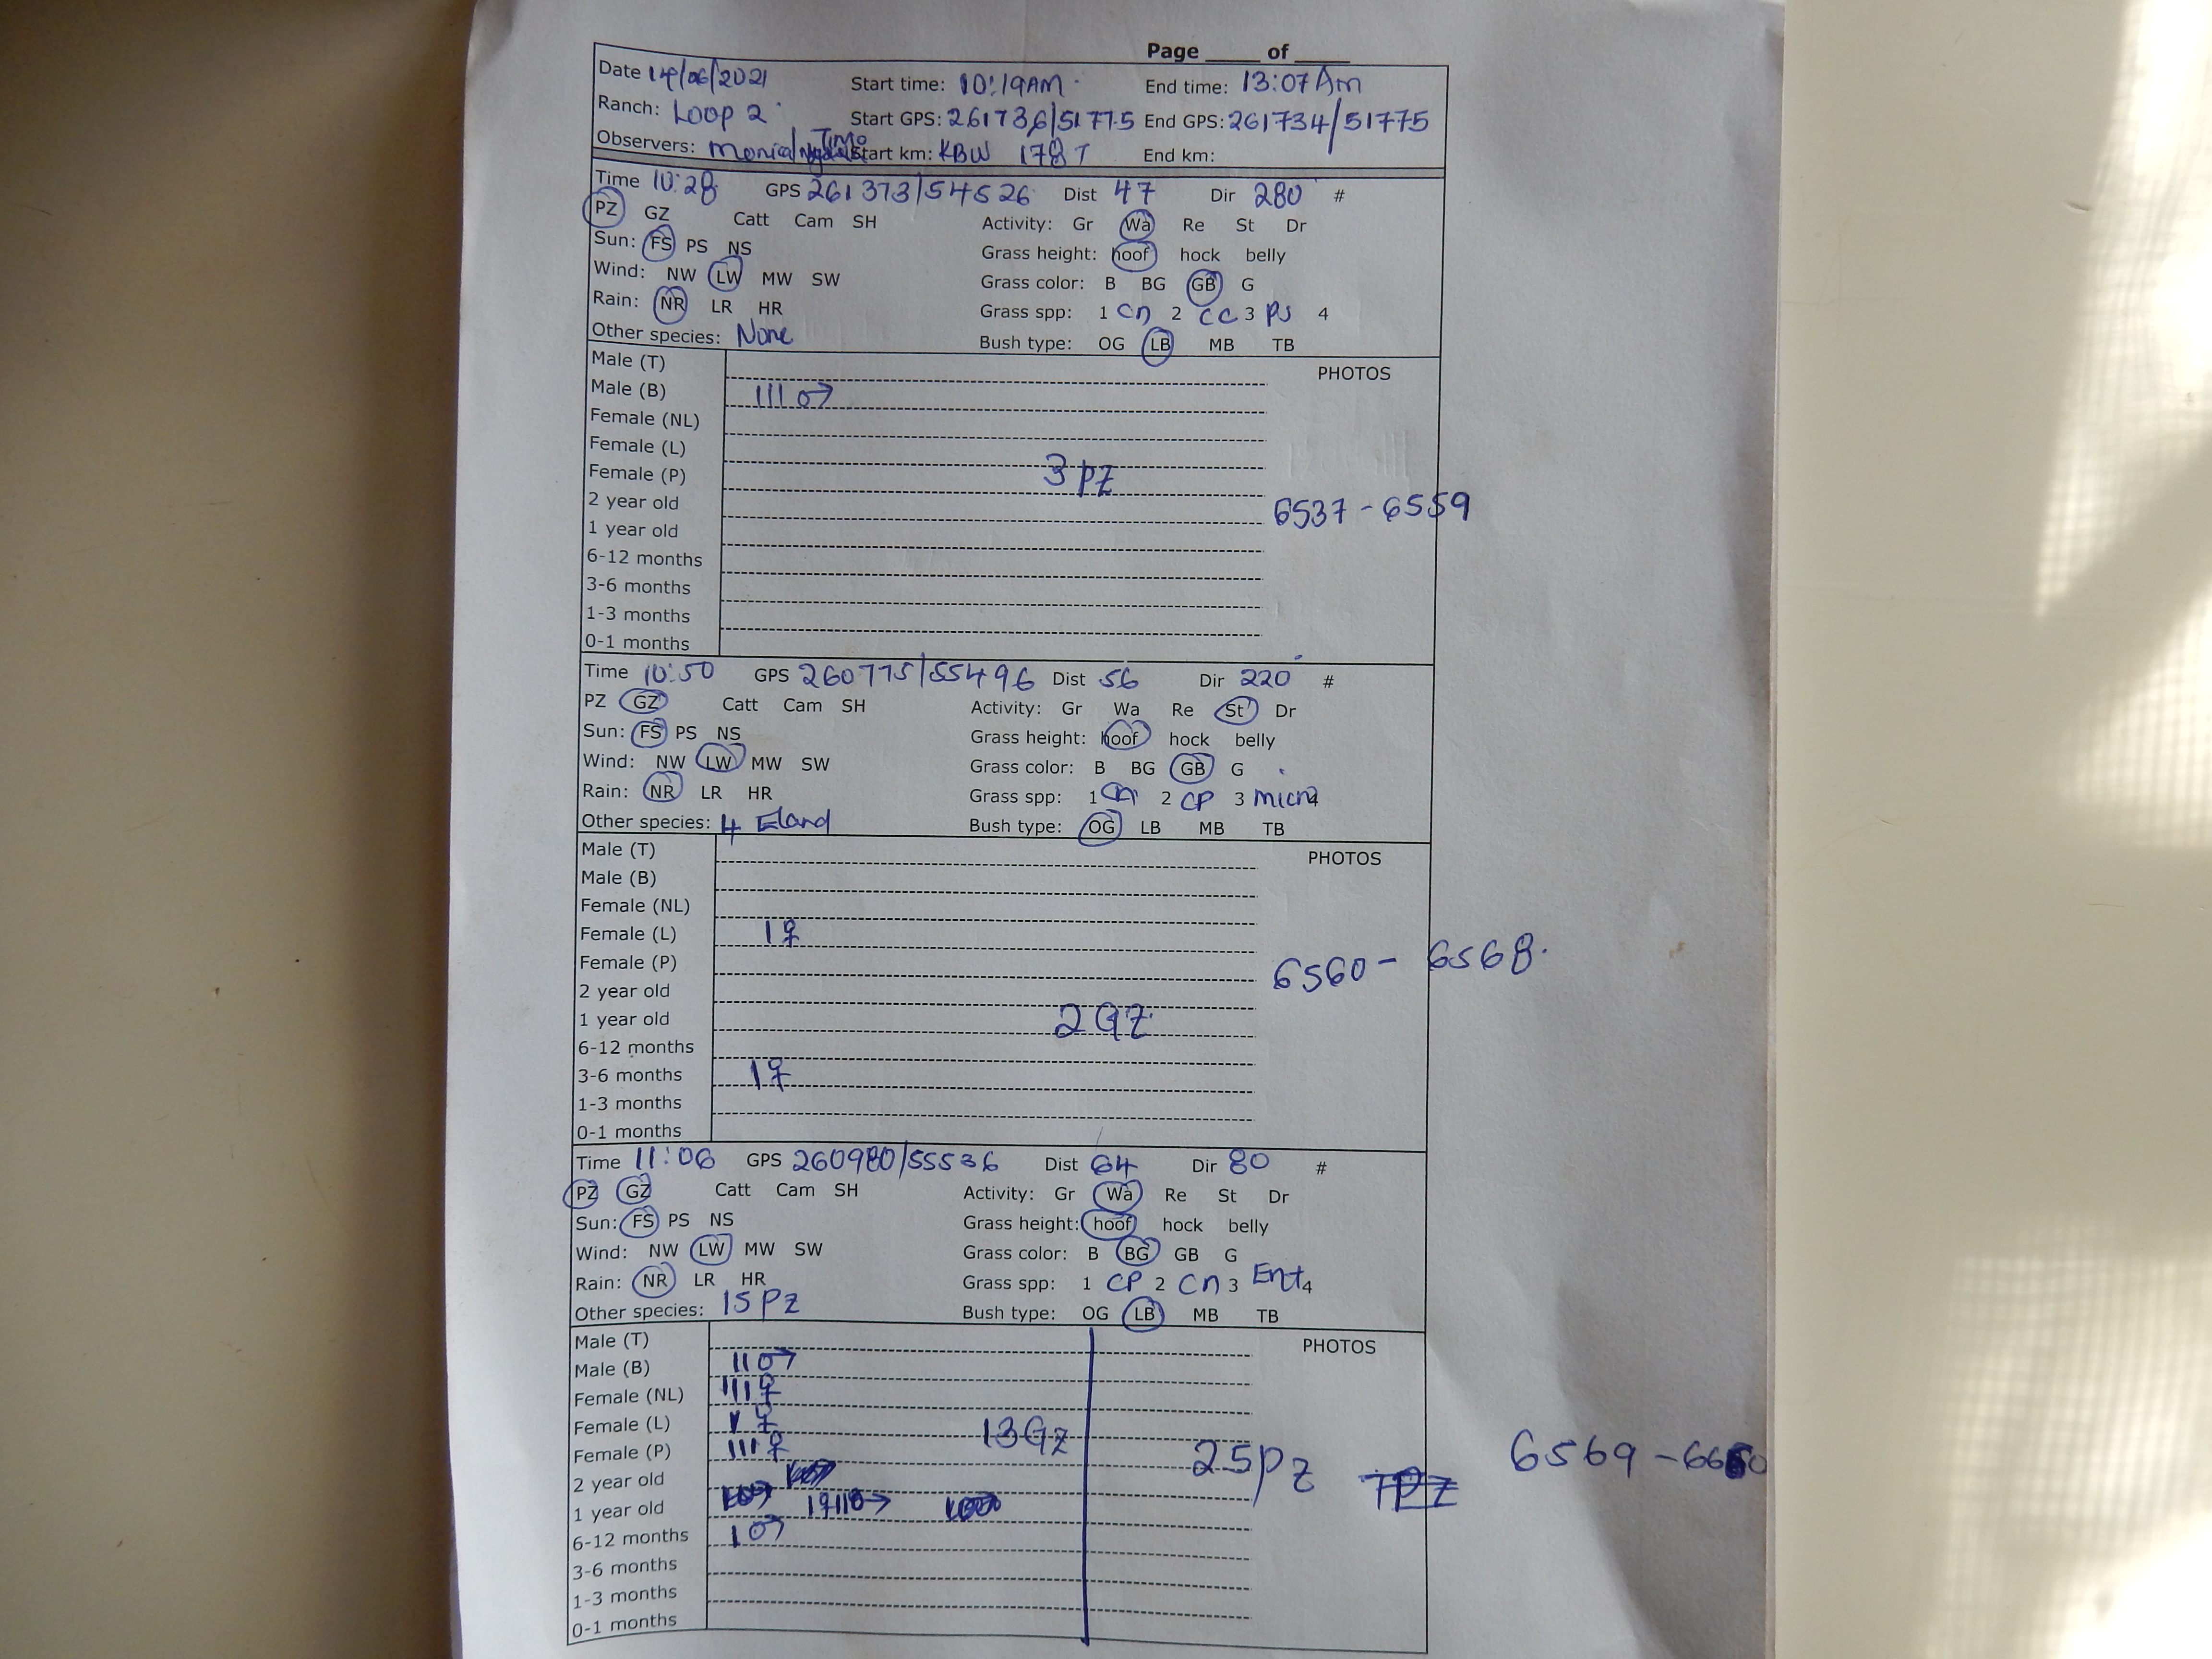 Page ____ of ____
Date 14/06/2021 Start time: 10:19AM End time: 13:07Am
Ranch: Loop 2 Start GPS: 261736/51775 End GPS: 261734/51775
Observers: Monica/ Timo Start km: KBW 178T End km:
Time 10:28 GPS 261373/54526 Dist 47 Dir 280 #
PZ GZ Catt Cam SH Activity: Gr Wa Re St Dr
Sun: FS PS NS Grass height: hoof hock belly
Wind: NW LW MW SW Grass color: B BG GB G
Rain: NR LR HR Grass spp: 1 Cn 2 CC 3 PS 4
Other species: None Bush type: OG LB MB TB
Male (T) PHOTOS
Male (B) III♂
Female (NL)
Female (L)
Female (P) 3PZ
2 year old 6537 - 6559
1 year old
6-12 months
3-6 months
1-3 months
0-1 months
Time 10:50 GPS 260775/55496 Dist 56 Dir 220 #
PZ GZ Catt Cam SH Activity: Gr Wa Re St Dr
Sun: FS PS NS Grass height: hoof hock belly
Wind: NW LW MW SW Grass color: B BG GB G
Rain: NR LR HR Grass spp: 1 Cn 2 CP 3 micro 4
Other species: 4 Eland Bush type: OG LB MB TB
Male (T) PHOTOS
Male (B)
Female (NL)
Female (L) 1♀
Female (P) 6560 - 6568.
2 year old
1 year old 2GZ
6-12 months
3-6 months 1♀
1-3 months
0-1 months
Time 11:06 GPS 260980/55536 Dist 64 Dir 80 #
PZ GZ Catt Cam SH Activity: Gr Wa Re St Dr
Sun: FS PS NS Grass height: hoof hock belly
Wind: NW LW MW SW Grass color: B BG GB G
Rain: NR LR HR Grass spp: 1 CP 2 Cn 3 Ent 4
Other species: 15PZ Bush type: OG LB MB TB
Male (T) PHOTOS
Male (B) II♂
Female (NL) III♀
Female (L) ♀ 13GZ
Female (P) III♀ 25PZ 6569 -
2 year old 7PZ
1 year old 1♀II♂
6-12 months 1♂
3-6 months
1-3 months
0-1 months